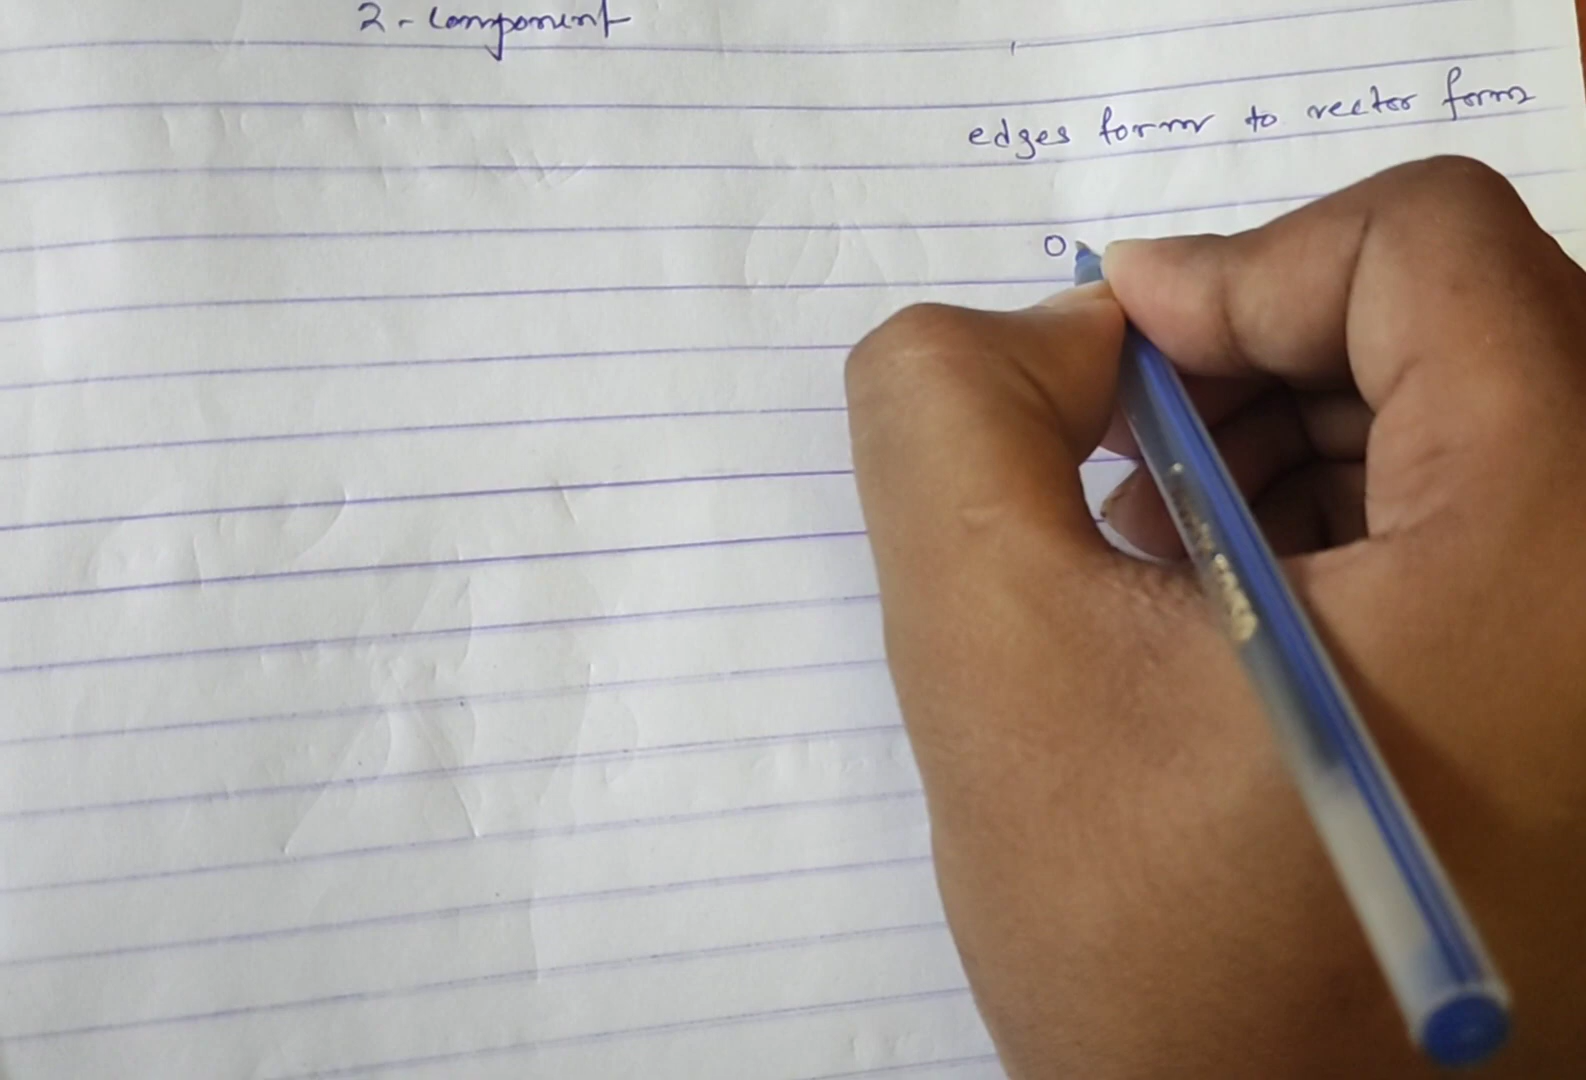 2-component
edges form to vector form
0